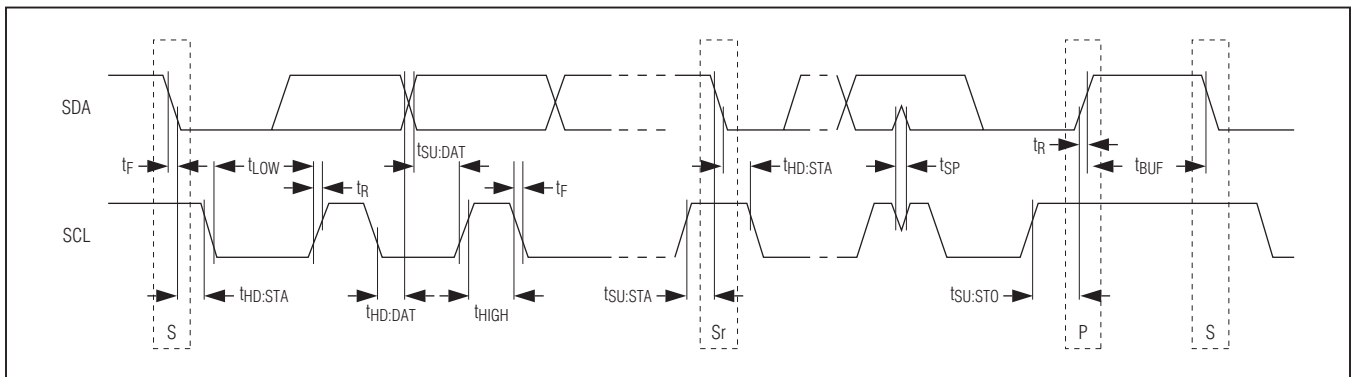 SDA
tF
tLOW
tR
tSU:DAT
tF
tHD:STA
tSP
tR
tBUF
SCL
tHD:STA
tHD:DAT
tHIGH
tSU:STA
tSU:STO
S
Sr
P
S